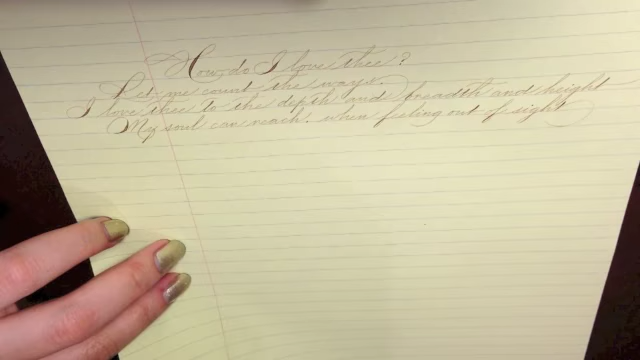 How do I love thee?
Let me count the ways.
I love thee to the depth and breadth and height
My soul can reach, when feeling out of sight